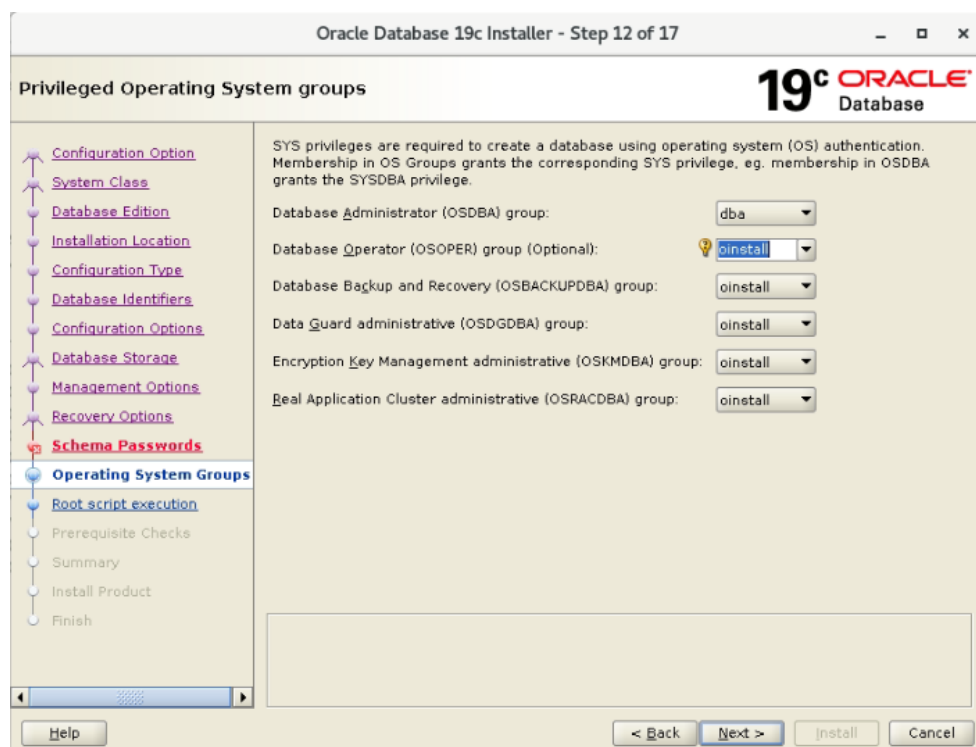 Oracle Database 19c Installer - Step 12 of 17
Privileged Operating System groups
19c ORACLE
Database
Configuration Option
System Class
Database Edition
Installation Location
Configuration Type
Database Identifiers
Configuration Options
Database Storage
Management Options
Recovery Options
Schema Passwords
Operating System Groups
Root script execution
Prerequisite Checks
Summary
Install Product
Finish
SYS privileges are required to create a database using operating system (OS) authentication.
Membership in OS Groups grants the corresponding SYS privilege, eg. membership in OSDBA
grants the SYSDBA privilege.
Database Administrator (OSDBA) group: dba
Database Operator (OSOPER) group (Optional): oinstall
Database Backup and Recovery (OSBACKUPDBA) group: oinstall
Data Guard administrative (OSDGDBA) group: oinstall
Encryption Key Management administrative (OSKMDBA) group: oinstall
Real Application Cluster administrative (OSRACDBA) group: oinstall
Help
< Back
Next >
Install
Cancel